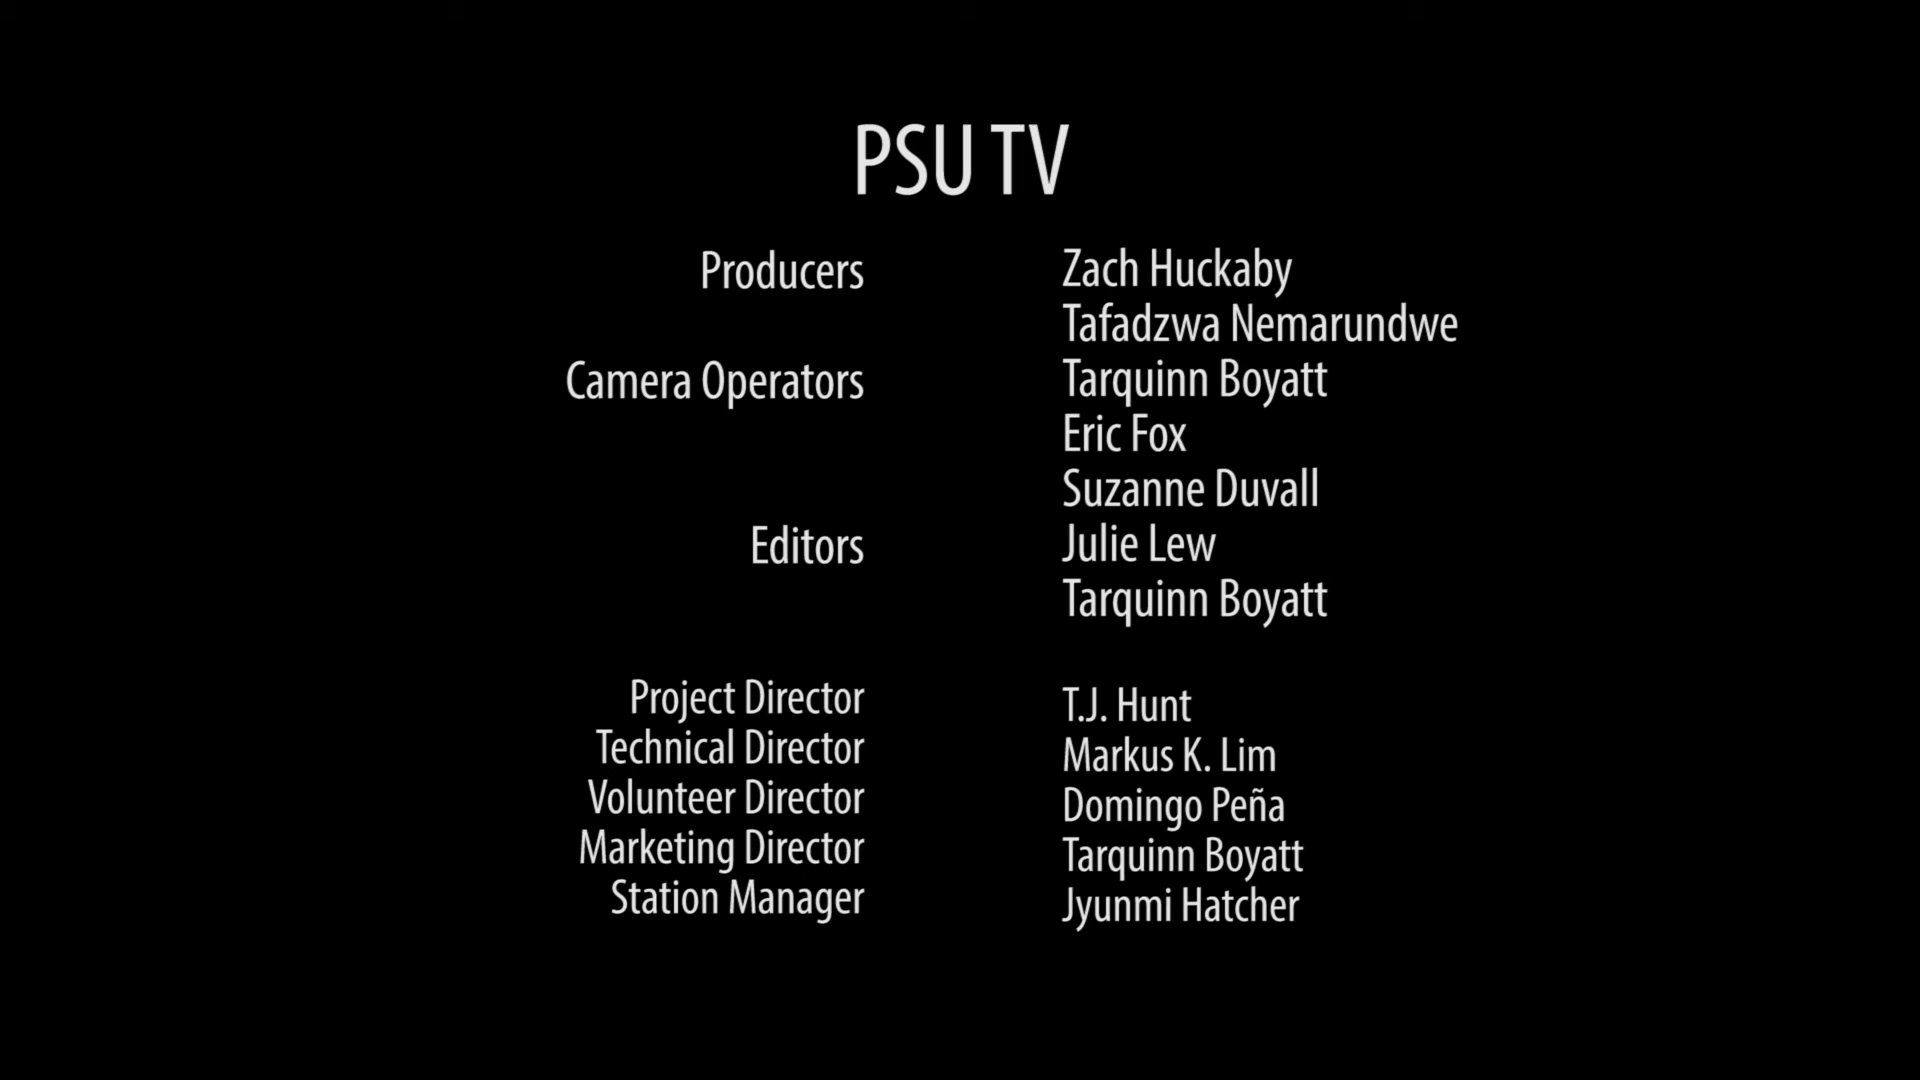 PSU TV
Producers Zach Huckaby
Tafadzwa Nemarundwe
Camera Operators Tarquinn Boyatt
Eric Fox
Suzanne Duvall
Editors Julie Lew
Tarquinn Boyatt
Project Director T.J. Hunt
Technical Director Markus K. Lim
Volunteer Director Domingo Peña
Marketing Director Tarquinn Boyatt
Station Manager Jyunmi Hatcher